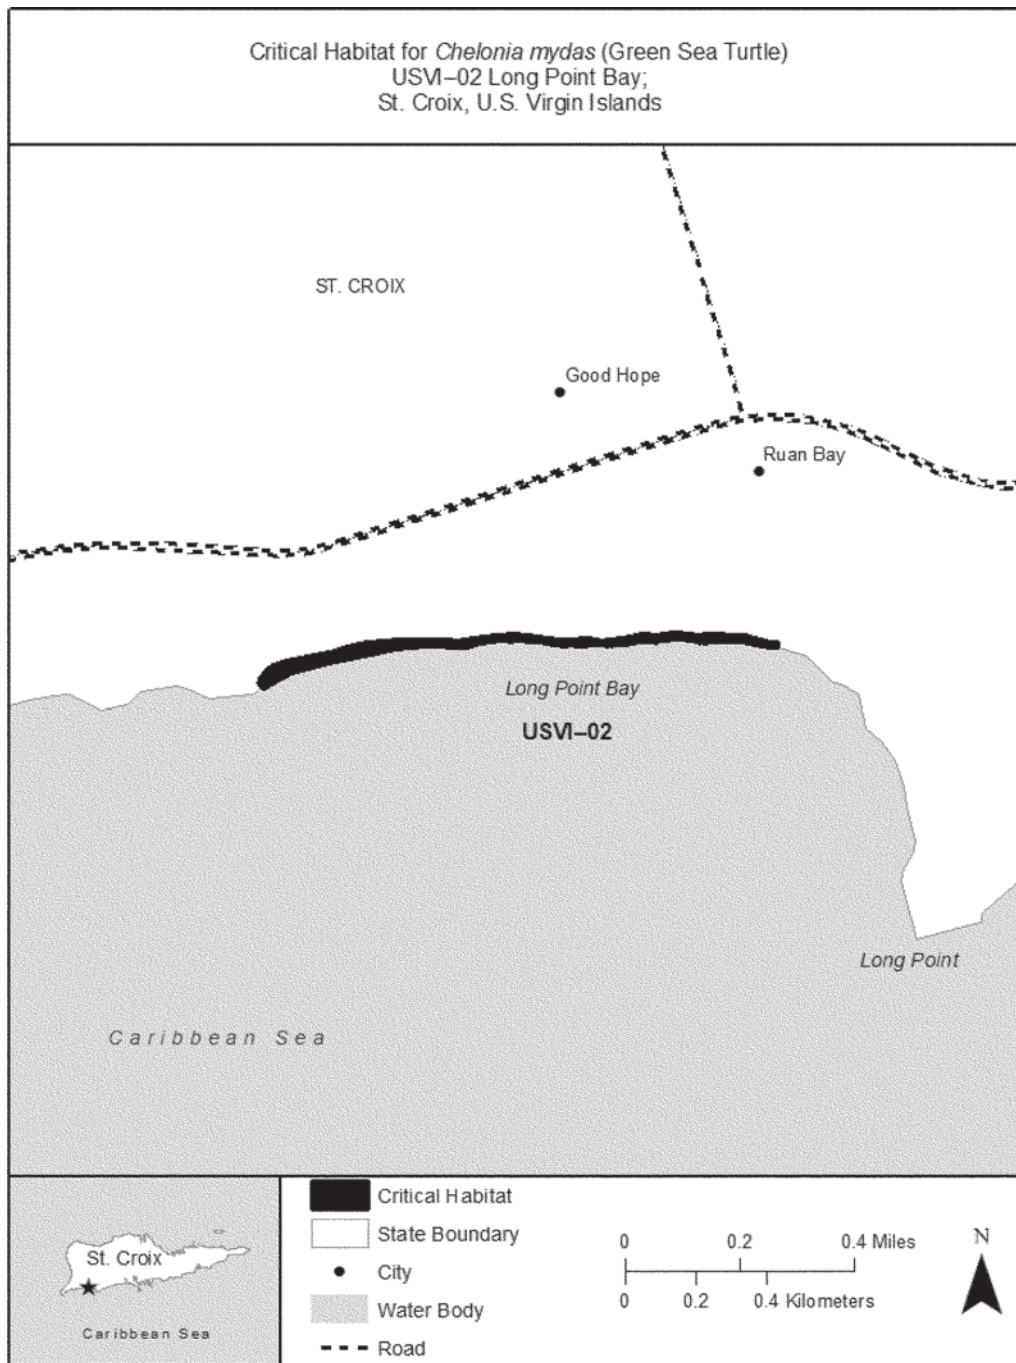 Critical Habitat for Chelonia mydas (Green Sea Turtle)
USVI–02 Long Point Bay;
St. Croix, U.S. Virgin Islands
ST. CROIX
Good Hope
Ruan Bay
Long Point Bay
USVI–02
Long Point
Caribbean Sea
St. Croix
Caribbean Sea
Critical Habitat
State Boundary
City
Water Body
Road
0 0.2 0.4 Miles
0 0.2 0.4 Kilometers
N